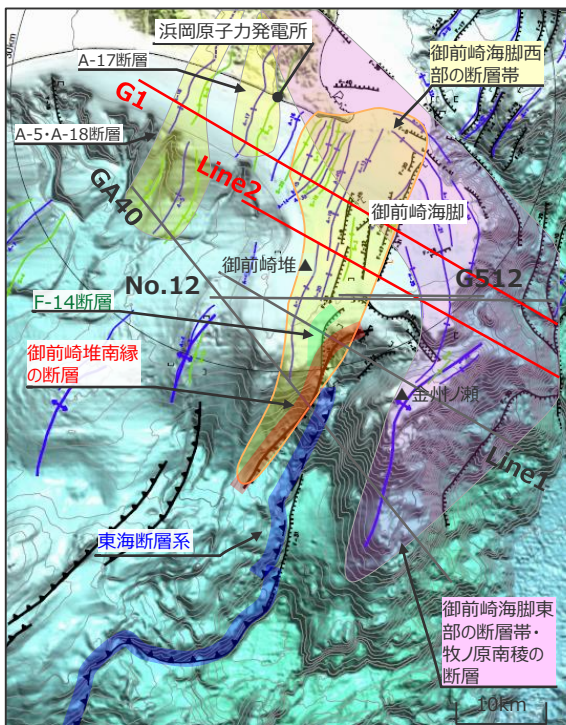 浜岡原子力発電所
A-17断層
御前崎海脚西
部の断層帯
G1
A-5・A-18断層
Line2
GA40
御前崎海脚
御前崎堆
No.12
G512
F-14断層
御前崎堆南縁
の断層
金州ノ瀬
Line1
東海断層系
御前崎海脚東
部の断層帯・
牧ノ原南稜の
断層
10km